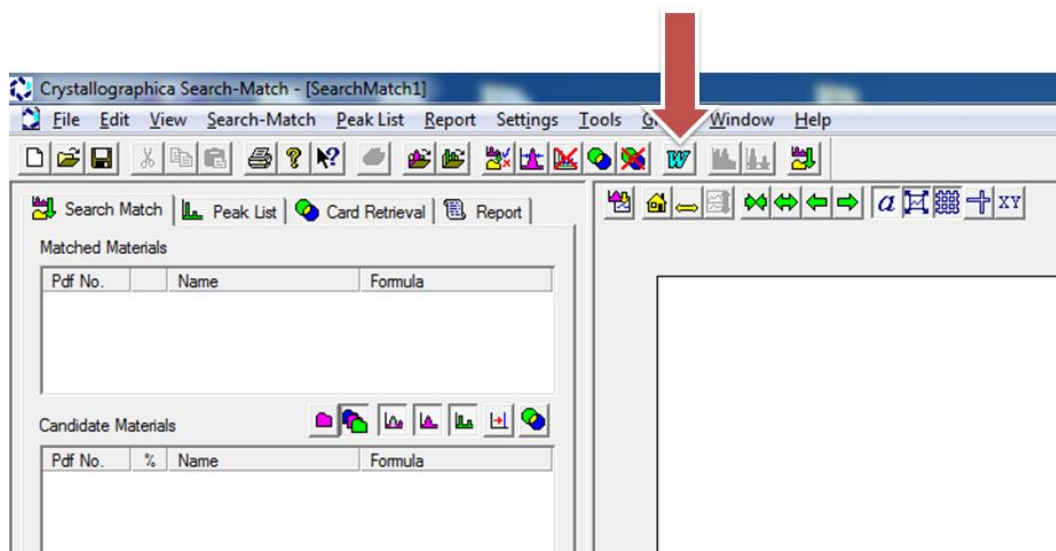 Crystallographica Search-Match - [SearchMatch1]
File Edit View Search-Match Peak List Report Settings Tools Window Help
W
a XY
Search Match Peak List Card Retrieval Report
Matched Materials
Pdf No. Name Formula
Candidate Materials
Pdf No. % Name Formula